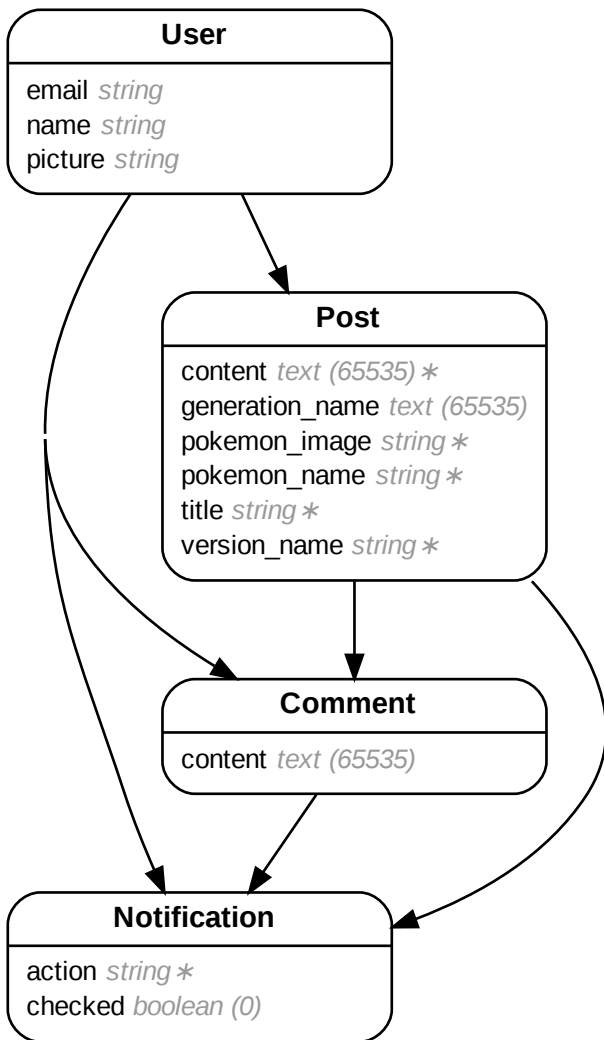 User
email string
name string
picture string
Post
content text (65535) ∗
generation_name text (65535)
pokemon_image string ∗
pokemon_name string ∗
title string ∗
version_name string ∗
Comment
content text (65535)
Notification
action string ∗
checked boolean (0)